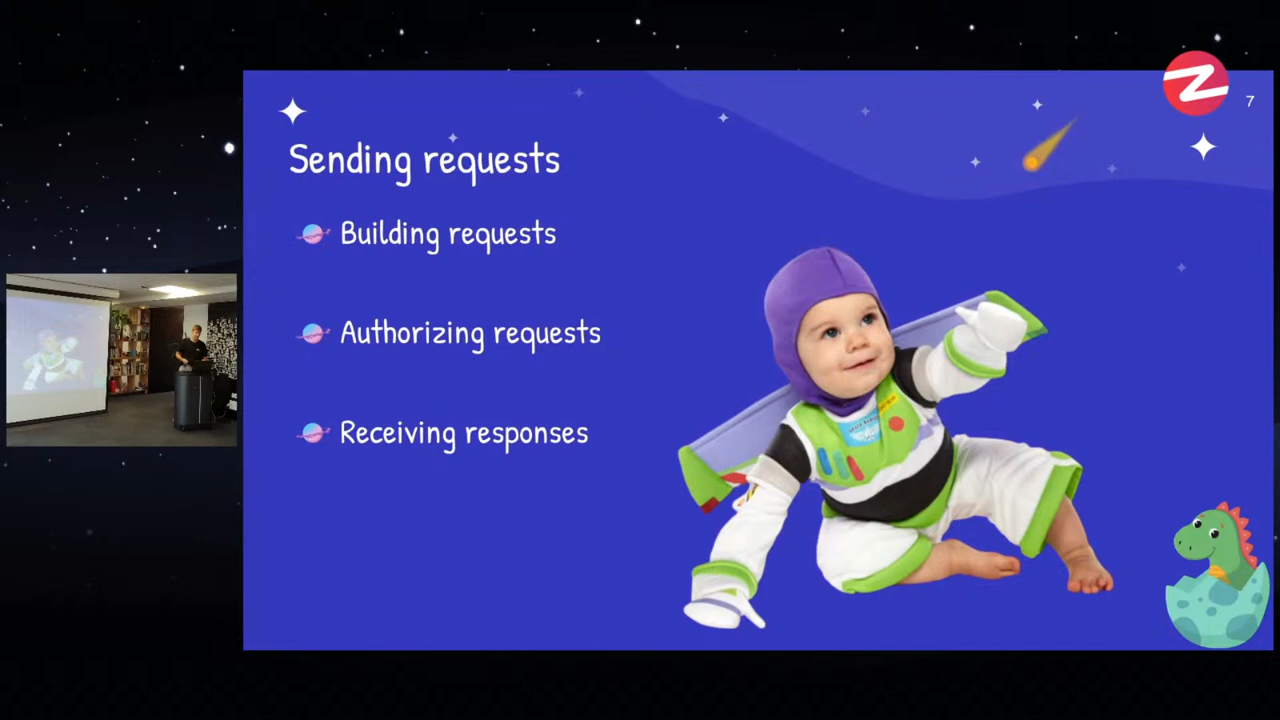 7
Sending requests
Building requests
Authorizing requests
Receiving responses